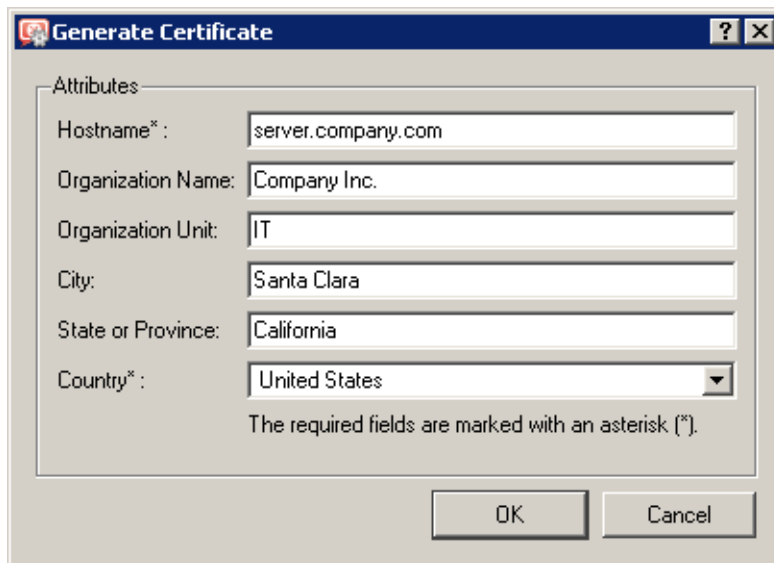 Generate Certificate
Attributes
Hostname* : server.company.com
Organization Name: Company Inc.
Organization Unit: IT
City: Santa Clara
State or Province: California
Country* : United States
The required fields are marked with an asterisk (*).
OK Cancel